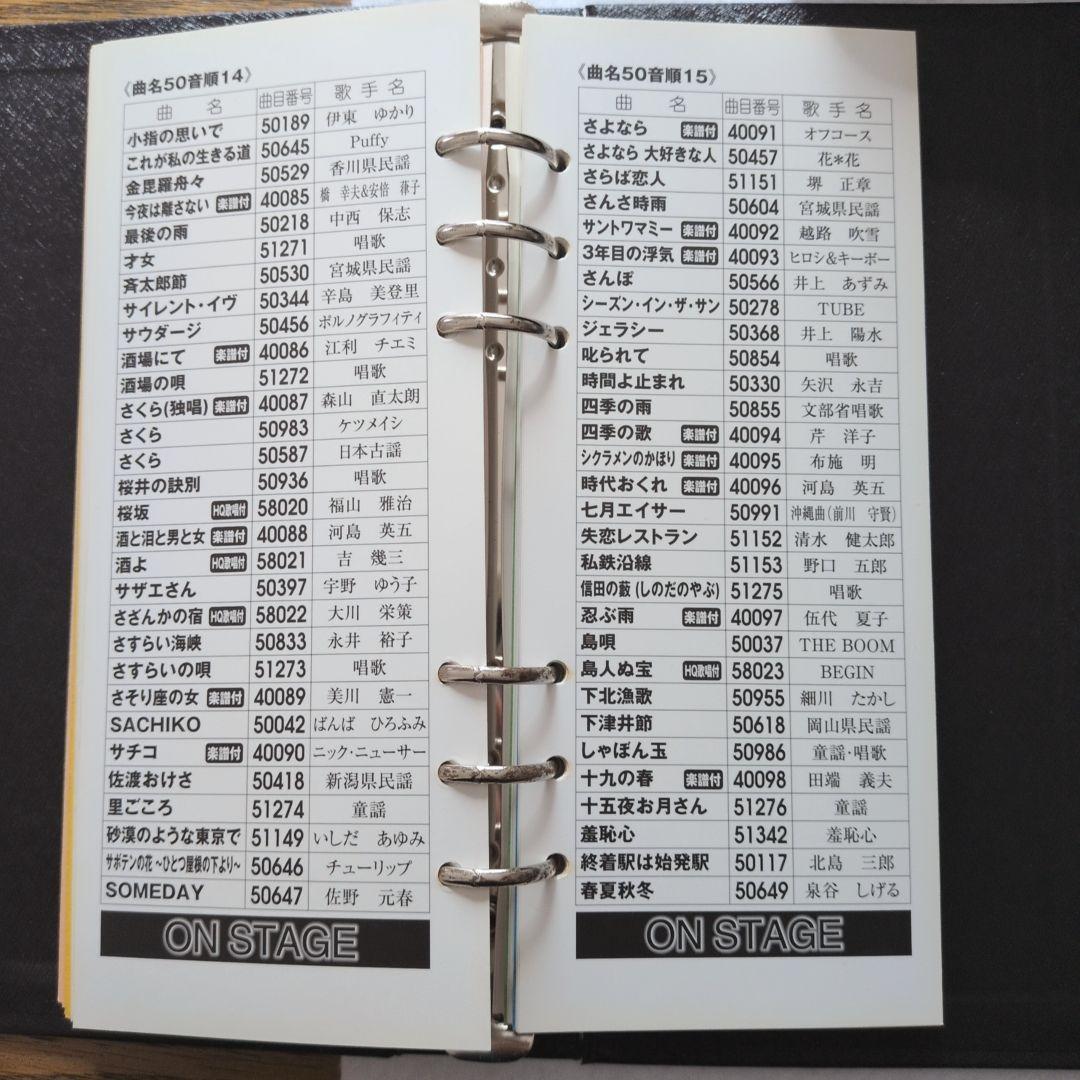 《曲名50音順14》
曲 名 曲目番号 歌手名
小指の思いで 50189 伊東 ゆかり
これが私の生きる道 50645 Puffy
金毘羅舟々 50529 香川県民謡
今夜は離さない 楽譜付 40085 橋 幸夫&安倍 葎子
最後の雨 50218 中西 保志
才女 51271 唱歌
斉太郎節 50530 宮城県民謡
サイレント・イヴ 50344 辛島 美登里
サウダージ 50456 ポルノグラフィティ
酒場にて 楽譜付 40086 江利 チエミ
酒場の唄 51272 唱歌
さくら(独唱) 楽譜付 40087 森山 直太朗
さくら 50983 ケツメイシ
さくら 50587 日本古謡
桜井の訣別 50936 唱歌
桜坂 HQ歌唱付 58020 福山 雅治
酒と泪と男と女 楽譜付 40088 河島 英五
酒よ HQ歌唱付 58021 吉 幾三
サザエさん 50397 宇野 ゆう子
さざんかの宿 HQ歌唱付 58022 大川 栄策
さすらい海峡 50833 永井 裕子
さすらいの唄 51273 唱歌
さそり座の女 楽譜付 40089 美川 憲一
SACHIKO 50042 ばんば ひろふみ
サチコ 楽譜付 40090 ニック・ニューサー
佐渡おけさ 50418 新潟県民謡
里ごころ 51274 童謡
砂漠のような東京で 51149 いしだ あゆみ
サボテンの花 〜ひとつ屋根の下より〜 50646 チューリップ
SOMEDAY 50647 佐野 元春
ON STAGE
《曲名50音順15》
曲 名 曲目番号 歌手名
さよなら 楽譜付 40091 オフコース
さよなら 大好きな人 50457 花*花
さらば恋人 51151 堺 正章
さんさ時雨 50604 宮城県民謡
サントワマミー 楽譜付 40092 越路 吹雪
3年目の浮気 楽譜付 40093 ヒロシ&キーボー
さんぽ 50566 井上 あずみ
シーズン・イン・ザ・サン 50278 TUBE
ジェラシー 50368 井上 陽水
叱られて 50854 唱歌
時間よ止まれ 50330 矢沢 永吉
四季の雨 50855 文部省唱歌
四季の歌 楽譜付 40094 芹 洋子
シクラメンのかほり 楽譜付 40095 布施 明
時代おくれ 楽譜付 40096 河島 英五
七月エイサー 50991 沖縄曲(前川 守賢)
失恋レストラン 51152 清水 健太郎
私鉄沿線 51153 野口 五郎
信田の藪 (しのだのやぶ) 51275 唱歌
忍ぶ雨 楽譜付 40097 伍代 夏子
島唄 50037 THE BOOM
島人ぬ宝 HQ歌唱付 58023 BEGIN
下北漁歌 50955 細川 たかし
下津井節 50618 岡山県民謡
しゃぼん玉 50986 童謡・唱歌
十九の春 楽譜付 40098 田端 義夫
十五夜お月さん 51276 童謡
羞恥心 51342 羞恥心
終着駅は始発駅 50117 北島 三郎
春夏秋冬 50649 泉谷 しげる
ON STAGE